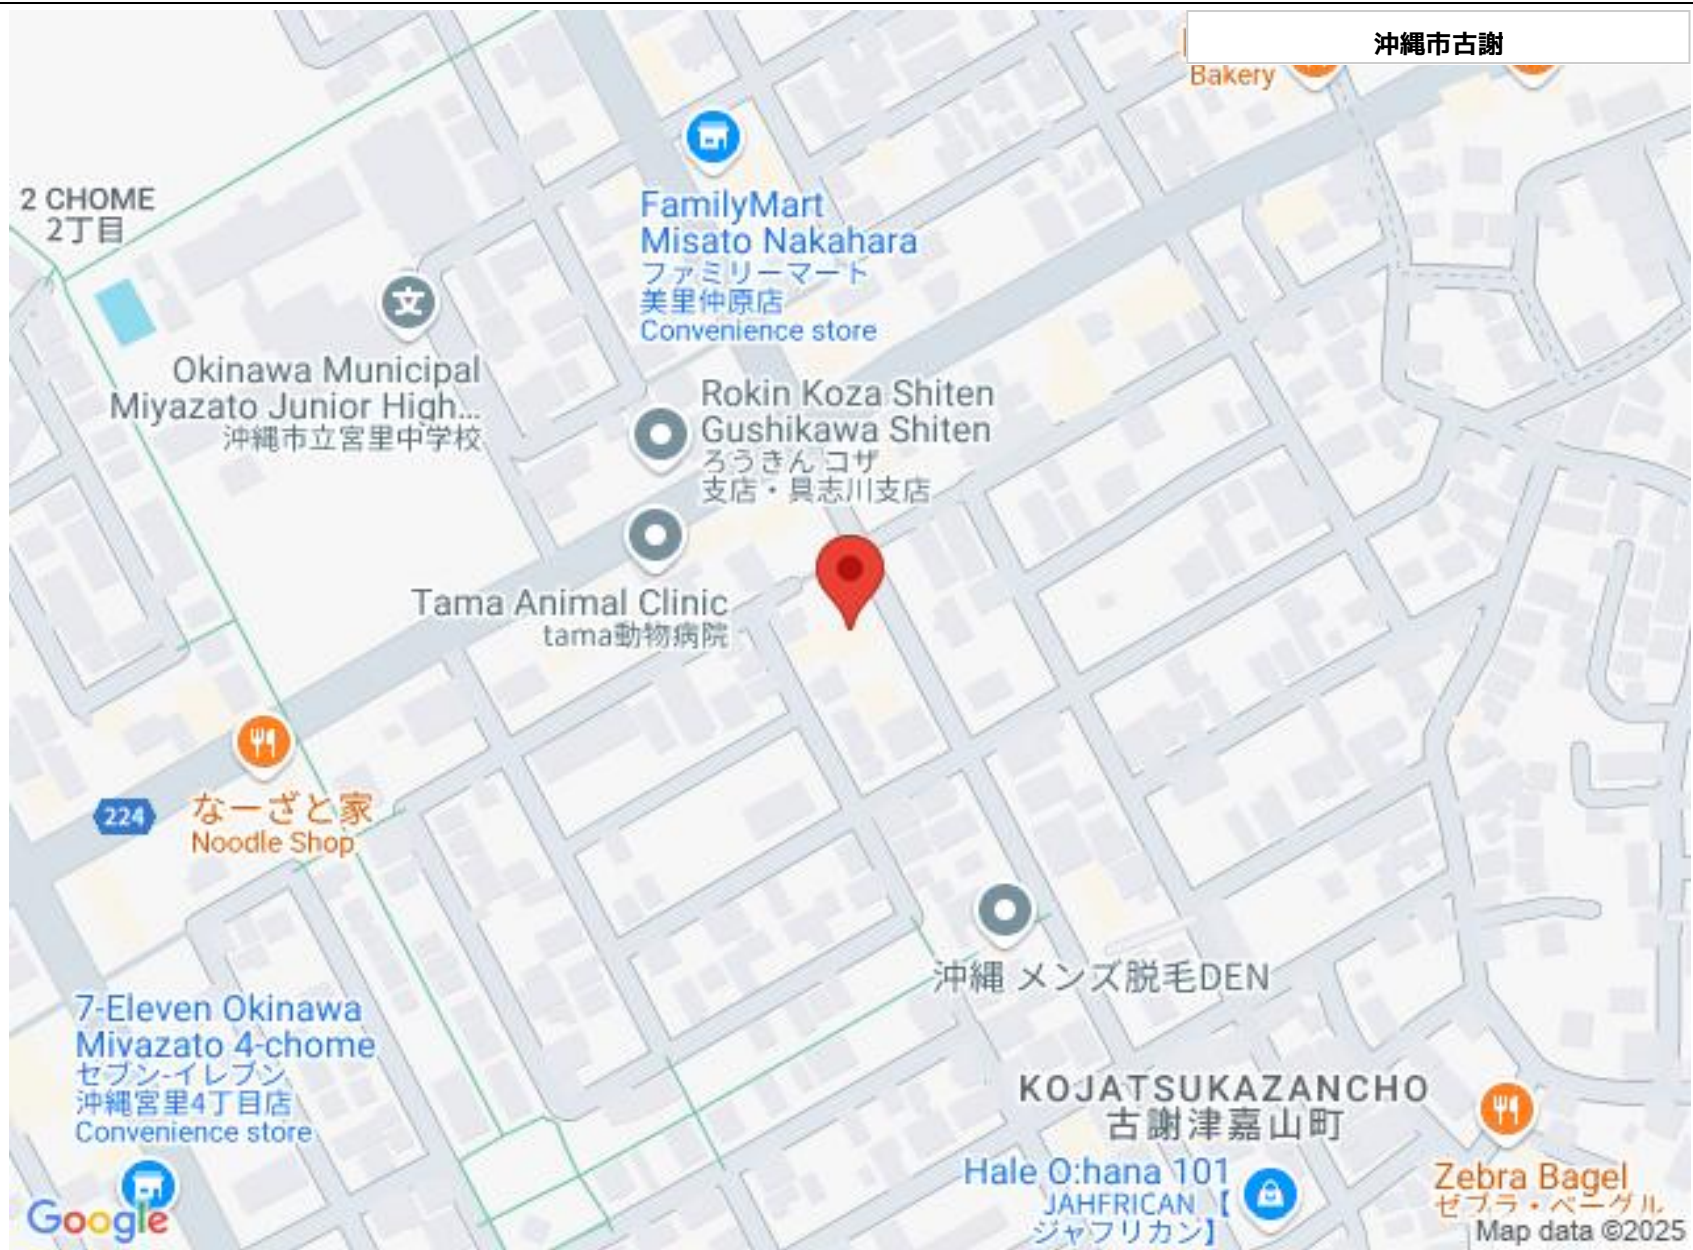 沖縄市古謝
Bakery
2 CHOME
2丁目
FamilyMart
Misato Nakahara
ファミリーマート
美里仲原店
Convenience store
文
Okinawa Municipal
Miyazato Junior High...
沖縄市立宮里中学校
Rokin Koza Shiten
Gushikawa Shiten
ろうきん コザ
支店・具志川支店
Tama Animal Clinic
tama動物病院
224
なーざと家
Noodle Shop
沖縄 メンズ脱毛DEN
7-Eleven Okinawa
Miyazato 4-chome
セブン-イレブン
沖縄宮里4丁目店
Convenience store
KOJATSUKAZANCHO
古謝津嘉山町
Hale O:hana 101
JAHFRICAN【
ジャフリカン】
Zebra Bagel
ゼブラ・ベーグル
Google
Map data ©2025